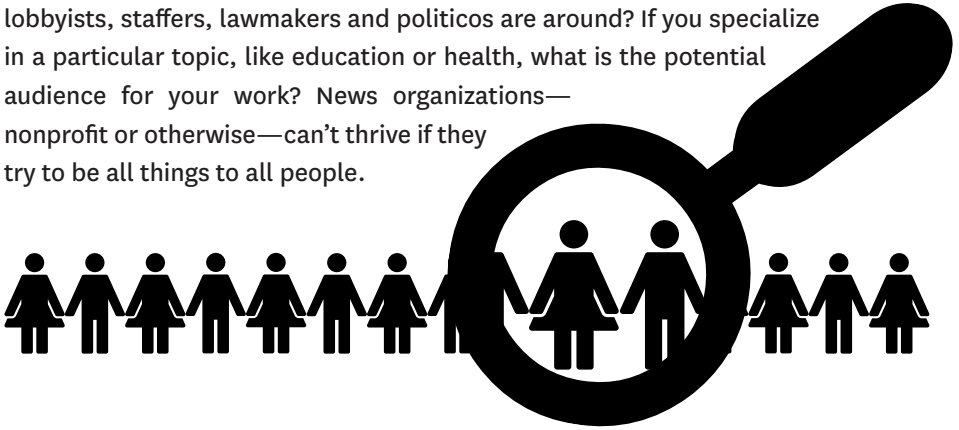 lobbyists, staffers, lawmakers and politicos are around? If you specialize
in a particular topic, like education or health, what is the potential
audience for your work? News organizations—
nonprofit or otherwise—can’t thrive if they
try to be all things to all people.